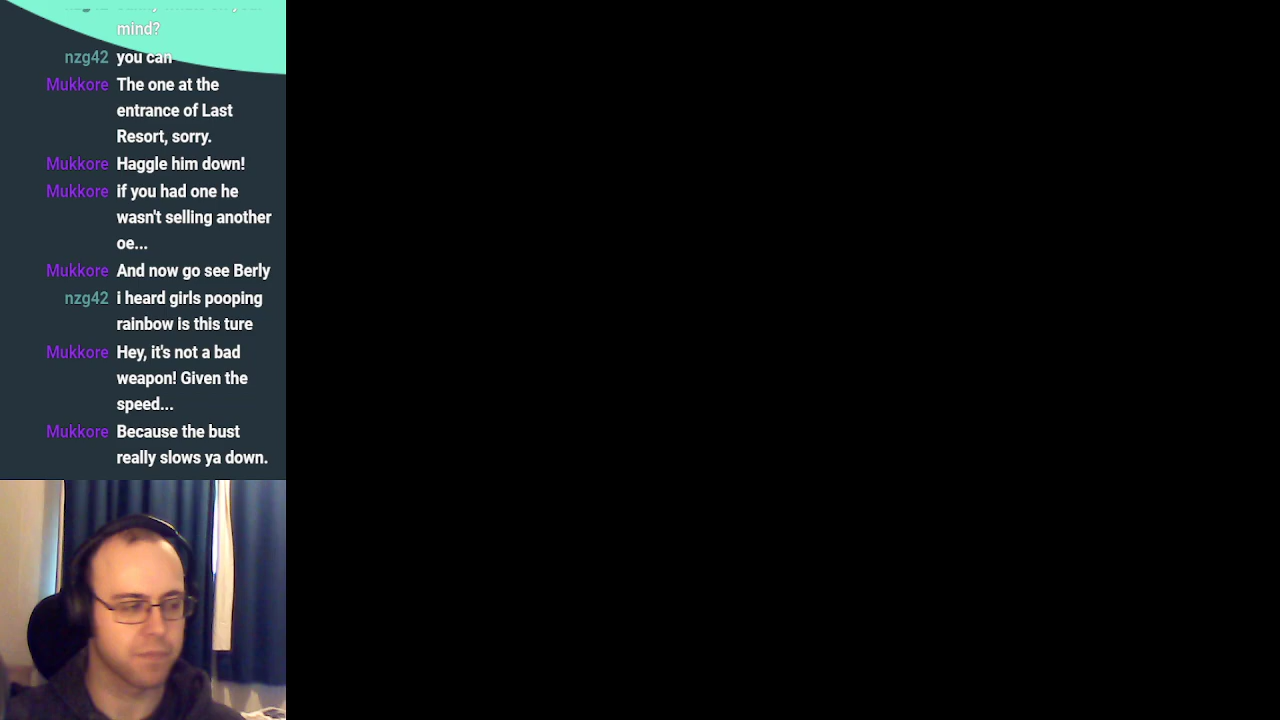 mind?
nzg42 you can
Mukkore The one at the
entrance of Last
Resort, sorry.
Mukkore Haggle him down!
Mukkore if you had one he
wasn't selling another
oe...
Mukkore And now go see Berly
nzg42 i heard girls pooping
rainbow is this ture
Mukkore Hey, it's not a bad
weapon! Given the
speed...
Mukkore Because the bust
really slows ya down.